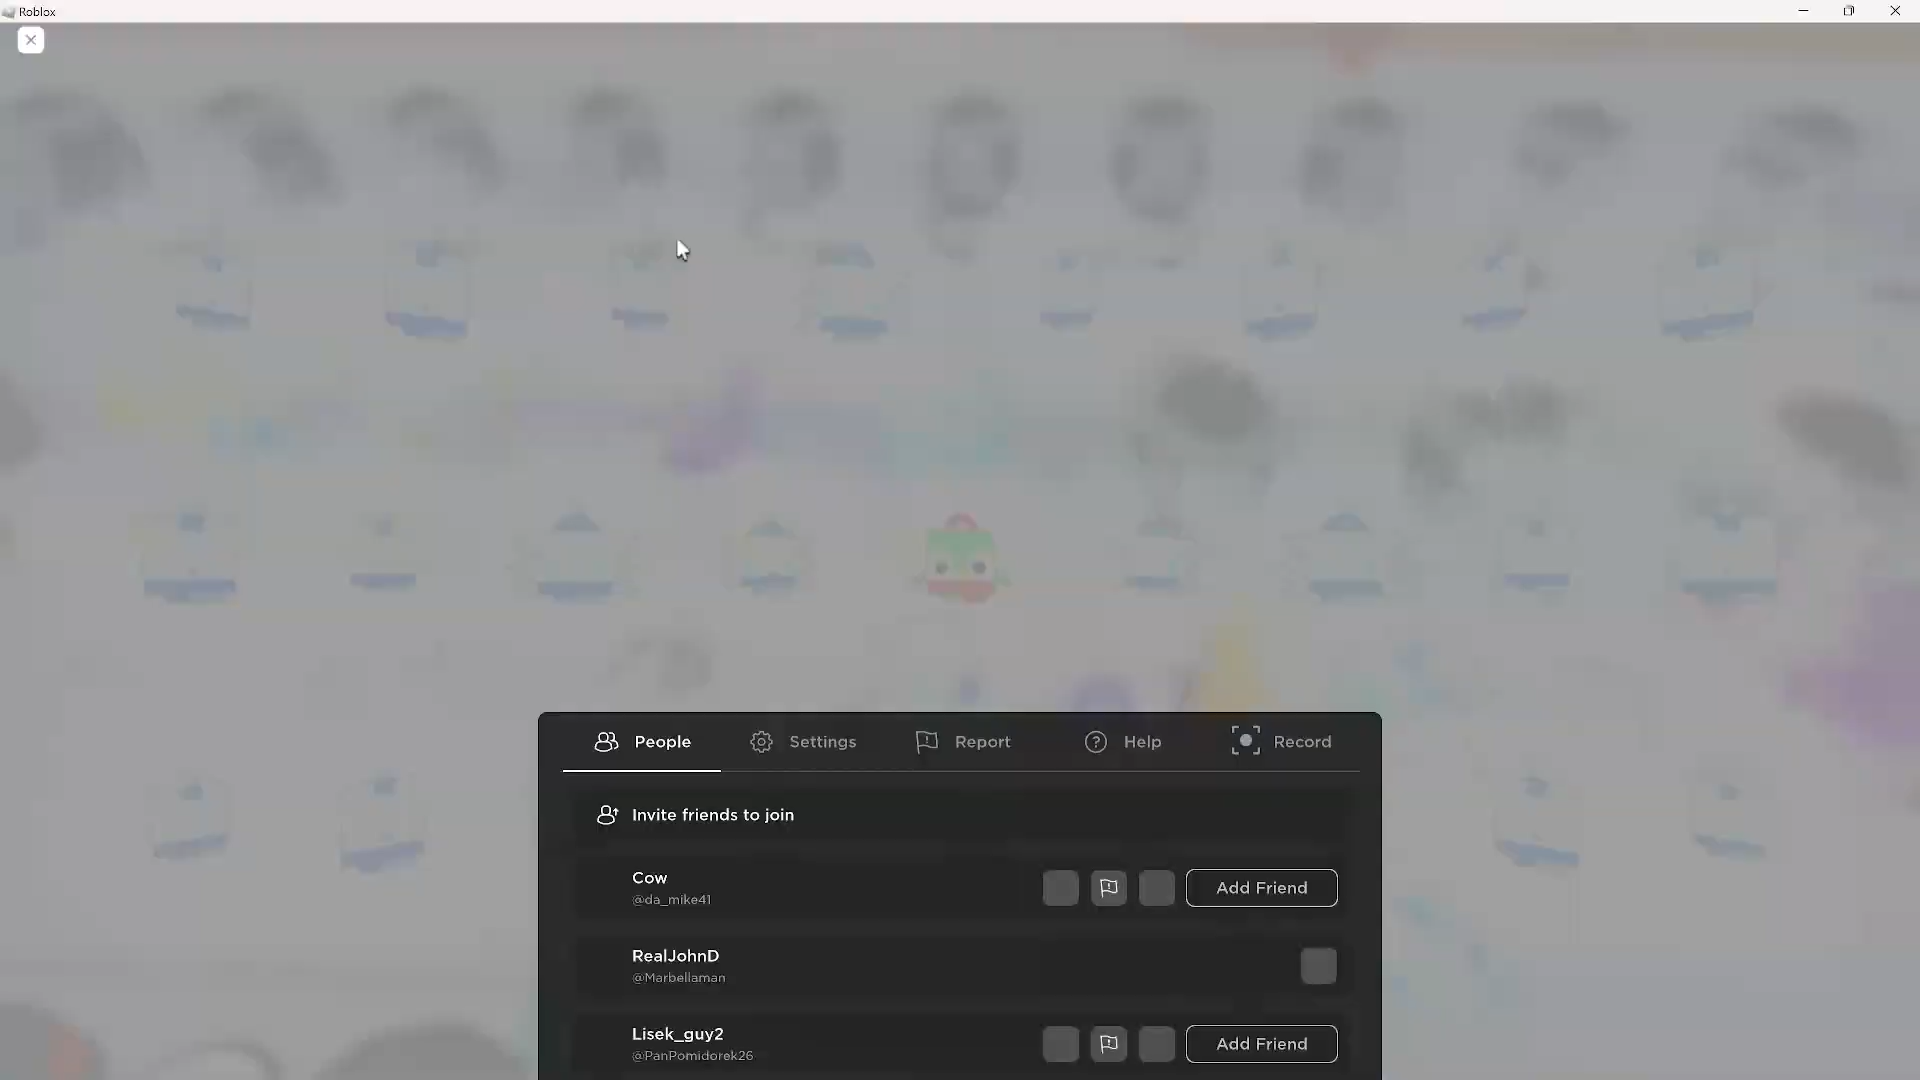 Roblox
People
Settings
Report
Help
Record
Invite friends to join
Cow
@da_mike41
Add Friend
RealJohnD
@Marbellaman
Lisek_guy2
@PanPomidorek26
Add Friend